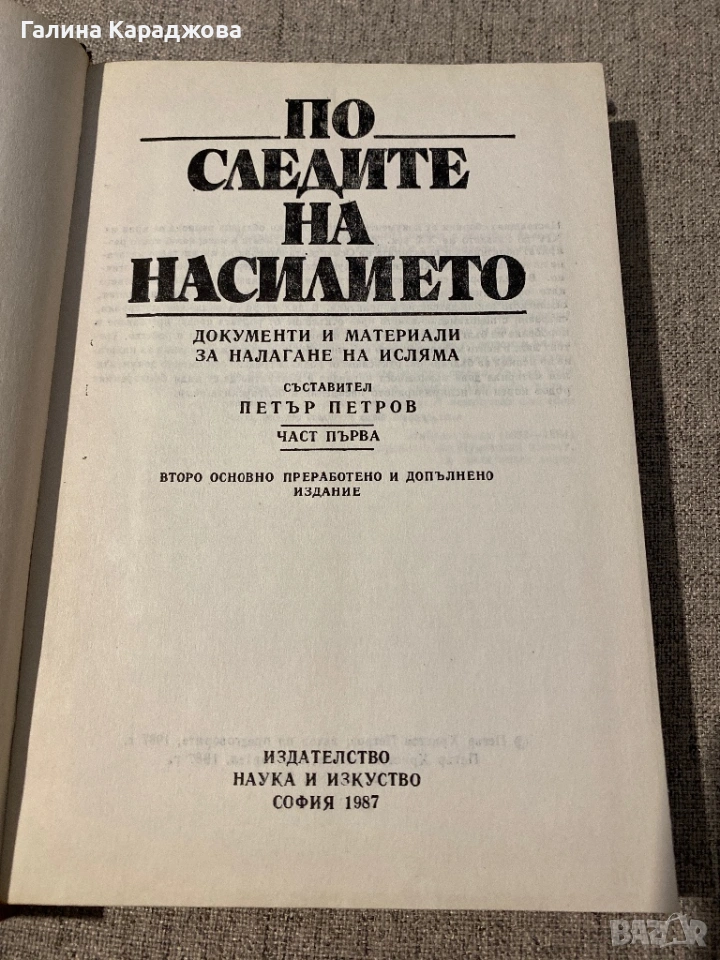 Галина Караджова
ПО
СЛЕДИТЕ
НА
НАСИЛИЕТО
ДОКУМЕНТИ И МАТЕРИАЛИ
ЗА НАЛАГАНЕ НА ИСЛЯМА
СЪСТАВИТЕЛ
ПЕТЪР ПЕТРОВ
ЧАСТ ПЪРВА
ВТОРО ОСНОВНО ПРЕРАБОТЕНО И ДОПЪЛНЕНО
ИЗДАНИЕ
ИЗДАТЕЛСТВО
НАУКА И ИЗКУСТВО
СОФИЯ 1987
BAZAR